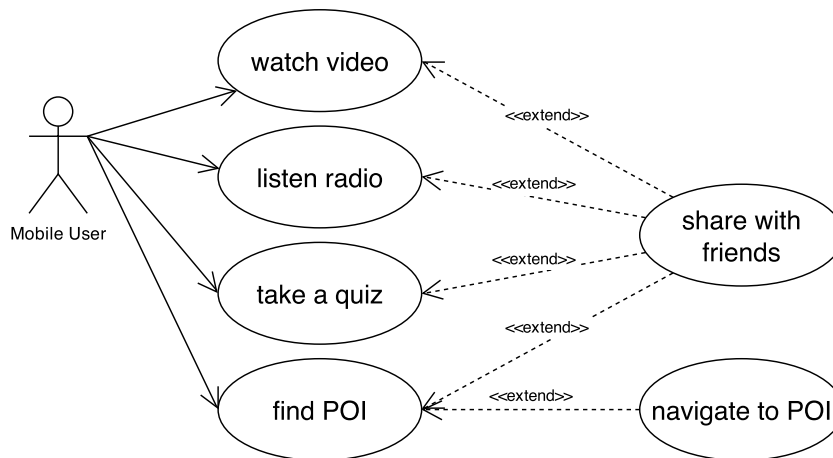 watch video
<<extend>>
listen radio
<<extend>>
share with
friends
Mobile User
<<extend>>
take a quiz
<<extend>>
find POI
<<extend>>
navigate to POI